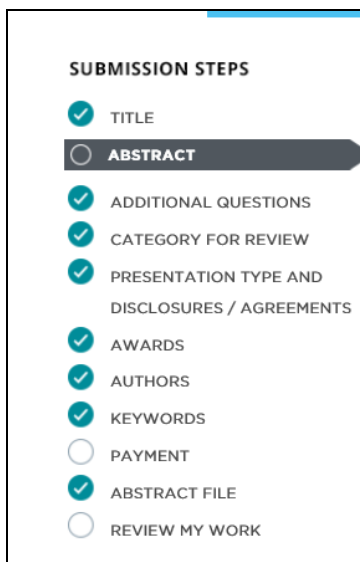 SUBMISSION STEPS
TITLE
ABSTRACT
ADDITIONAL QUESTIONS
CATEGORY FOR REVIEW
PRESENTATION TYPE AND
DISCLOSURES / AGREEMENTS
AWARDS
AUTHORS
KEYWORDS
PAYMENT
ABSTRACT FILE
REVIEW MY WORK